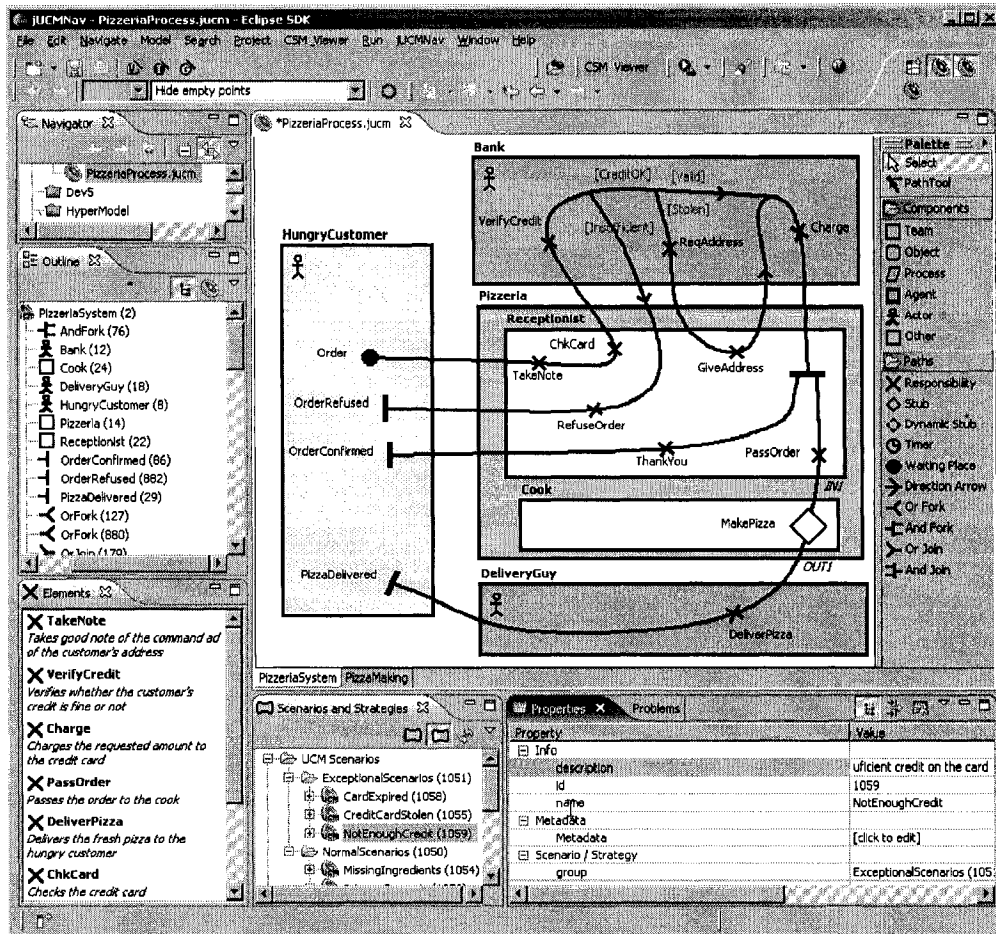 jUCMNav - PizzeriaProcess.jucm - Eclipse SDK
File Edit Navigate Model Search Project CSM_Viewer Run jUCMNav Window Help
CSM Viewer
Hide empty points
Navigator
PizzeriaProcess.jucm
DevS
HyperModel
Outline
PizzeriaSystem (2)
AndFork (76)
Bank (12)
Cook (24)
DeliveryGuy (18)
HungryCustomer (8)
Pizzeria (14)
Receptionist (22)
OrderConfirmed (86)
OrderRefused (882)
PizzaDelivered (29)
OrFork (127)
OrFork (880)
OrJoin (179)
Elements
TakeNote
Takes good note of the command ad
of the customer's address
VerifyCredit
Verifies whether the customer's
credit is fine or not
Charge
Charges the requested amount to
the credit card
PassOrder
Passes the order to the cook
DeliverPizza
Delivers the fresh pizza to the
hungry customer
ChkCard
Checks the credit card
*PizzeriaProcess.jucm
Bank
[CreditOK] [Valid]
[Stolen]
VerifyCredit
[Insufficient]
ReqAddress
Charge
HungryCustomer
Pizzeria
Receptionist
Order
ChkCard
TakeNote
GiveAddress
OrderRefused
RefuseOrder
OrderConfirmed
ThankYou
PassOrder
IN1
Cook
MakePizza
OUT1
PizzaDelivered
DeliveryGuy
DeliverPizza
PizzeriaSystem PizzaMaking
Palette
Select
PathTool
Components
Team
Object
Process
Agent
Actor
Other
Paths
Responsibility
Stub
Dynamic Stub
Timer
Waiting Place
Direction Arrow
Or Fork
And Fork
Or Join
And Join
Scenarios and Strategies
UCM Scenarios
ExceptionalScenarios (1051)
CardExpired (1058)
CreditCardStolen (1055)
NotEnoughCredit (1059)
NormalScenarios (1050)
MissingIngredients (1054)
Properties Problems
Property Value
Info
description uficient credit on the card
id 1059
name NotEnoughCredit
Metadata
Metadata [click to edit]
Scenario / Strategy
group ExceptionalScenarios (105